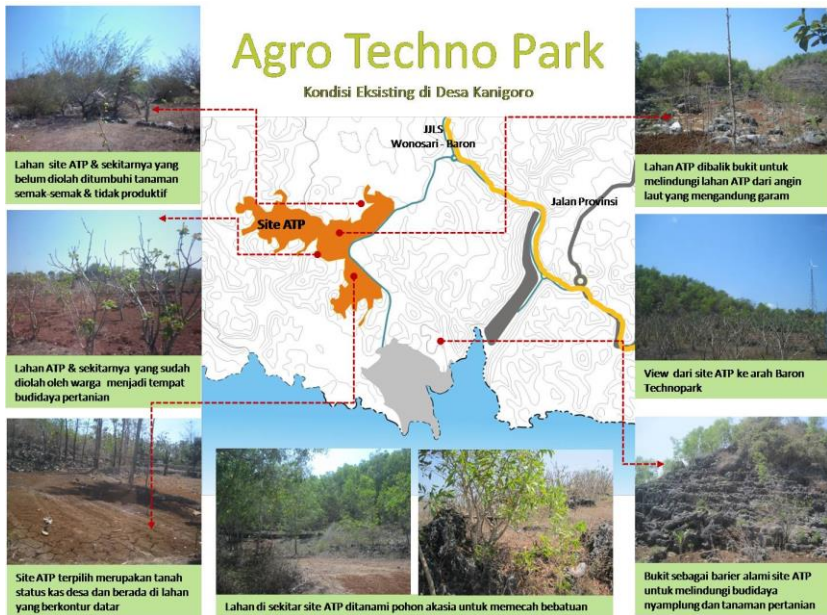 Agro Techno Park
Kondisi Eksisting di Desa Kanigoro
Lahan site ATP & sekitarnya yang
belum diolah ditumbuhi tanaman
semak-semak & tidak produktif
JJLS
Wonosari - Baron
Jalan Provinsi
Site ATP
Lahan ATP dibalik bukit untuk
melindungi lahan ATP dari angin
laut yang mengandung garam
Lahan ATP & sekitarnya yang sudah
diolah oleh warga menjadi tempat
budidaya pertanian
View dari site ATP ke arah Baron
Technopark
Site ATP terpilih merupakan tanah
status kas desa dan berada di lahan
yang berkontur datar
Lahan di sekitar site ATP ditanami pohon akasia untuk memecah bebatuan
Bukit sebagai barier alami site ATP
untuk melindungi budidaya
nyampung dan tanaman pertanian